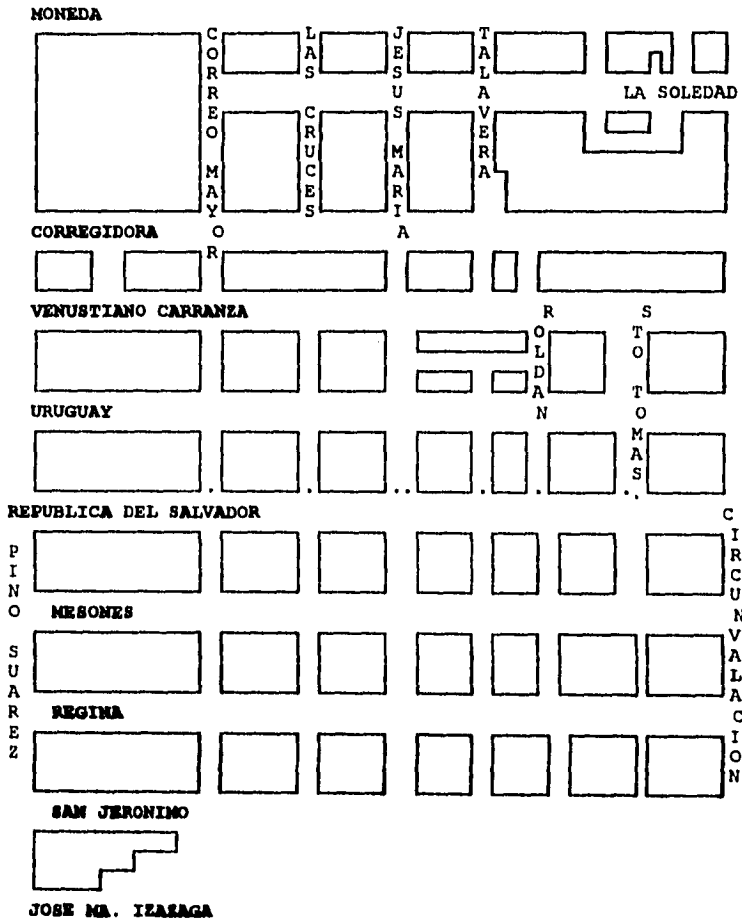 MONEDA
CORREO MAYOR
LAS CRUCES
JESUS MARIA
TALAVERA
LA SOLEDAD
CORREGIDORA
VENUSTIANO CARRANZA
ROLDAN
STO TOMAS
URUGUAY
REPUBLICA DEL SALVADOR
PINO SUAREZ
CIRCUNVALACION
MESONES
REGINA
SAN JERONIMO
JOSE MA. IZAZAGA